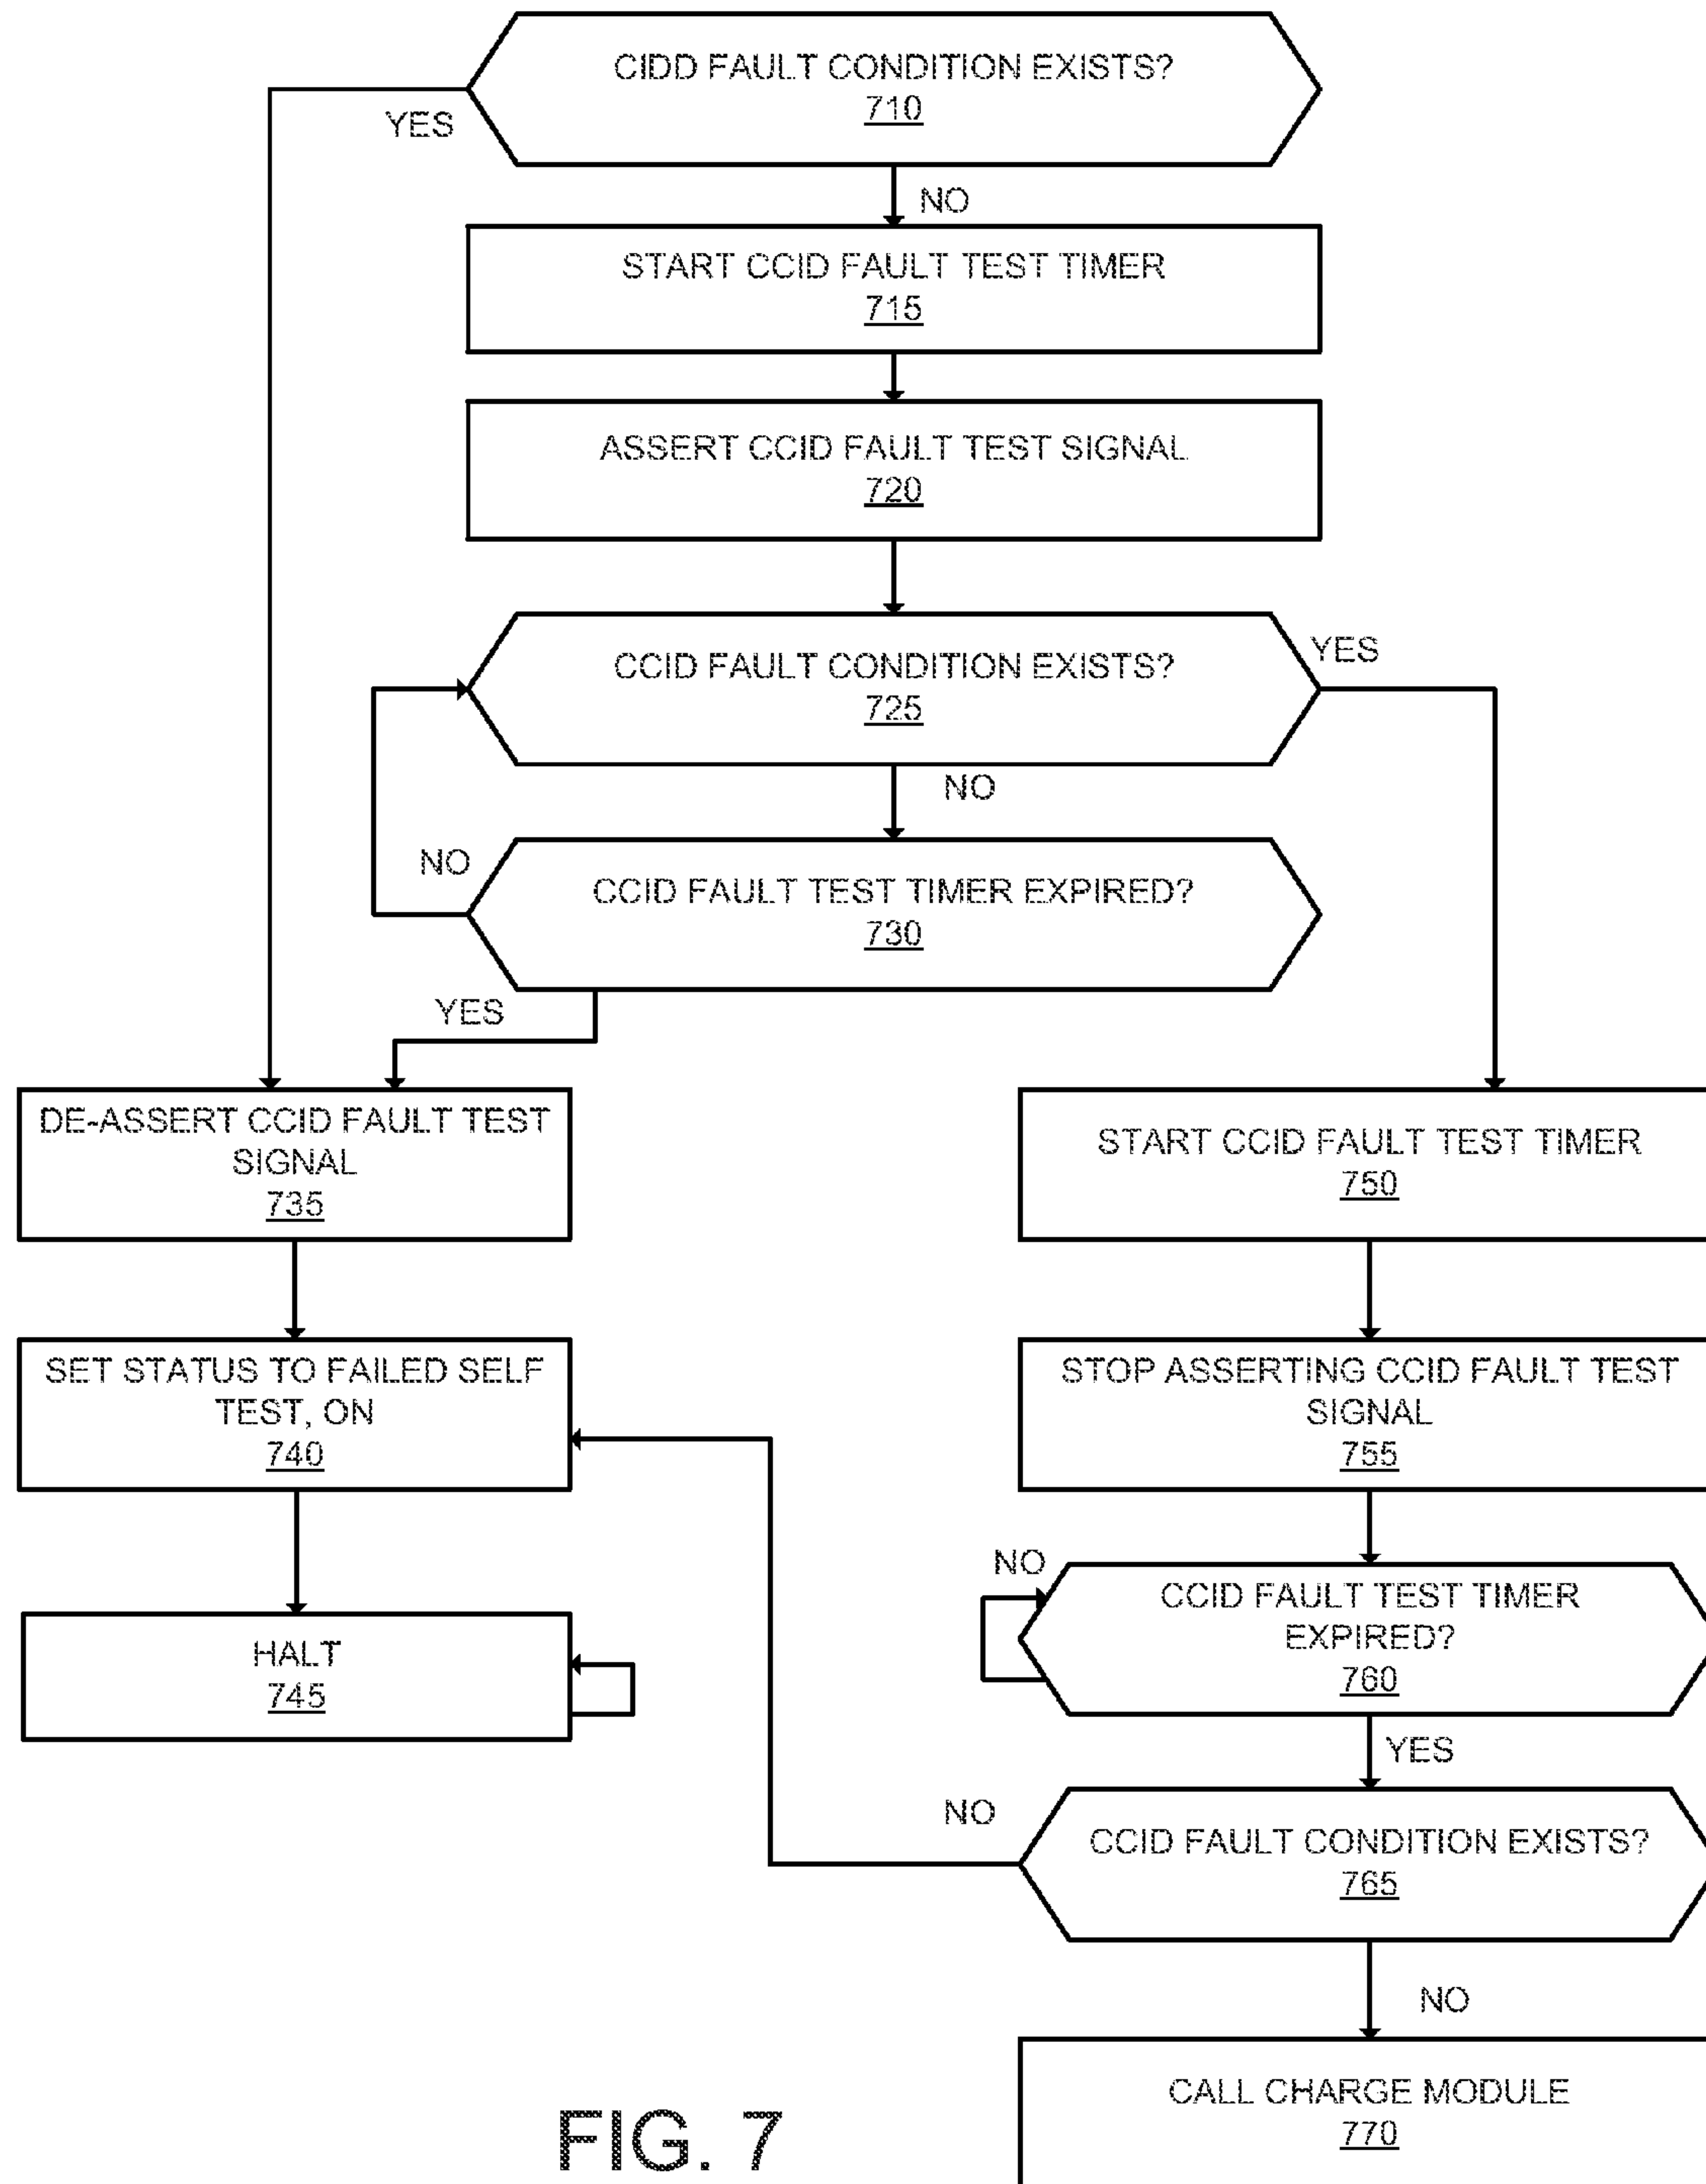 CIDD FAULT CONDITION EXISTS?
710
YES
NO
START CCID FAULT TEST TIMER
715
ASSERT CCID FAULT TEST SIGNAL
720
CCID FAULT CONDITION EXISTS?
725
YES
NO
CCID FAULT TEST TIMER EXPIRED?
730
NO
YES
DE-ASSERT CCID FAULT TEST
SIGNAL
735
START CCID FAULT TEST TIMER
750
SET STATUS TO FAILED SELF
TEST, ON
740
STOP ASSERTING CCID FAULT TEST
SIGNAL
755
HALT
745
NO
CCID FAULT TEST TIMER
EXPIRED?
760
YES
NO
CCID FAULT CONDITION EXISTS?
765
NO
CALL CHARGE MODULE
770
FIG. 7